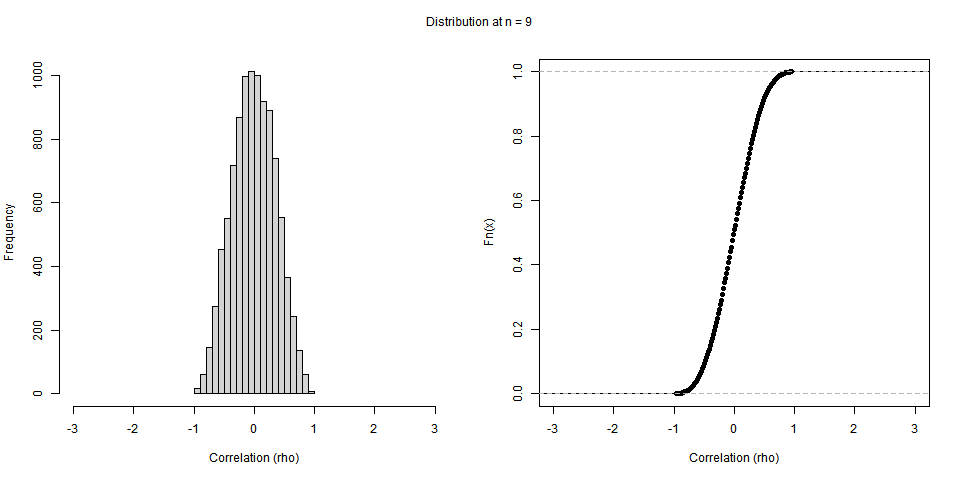 Distribution at n = 9
Frequency
1000
800
600
400
200
0
-3 -2 -1 0 1 2 3
Correlation (rho)
Fn(x)
1.0
0.8
0.6
0.4
0.2
0.0
-3 -2 -1 0 1 2 3
Correlation (rho)